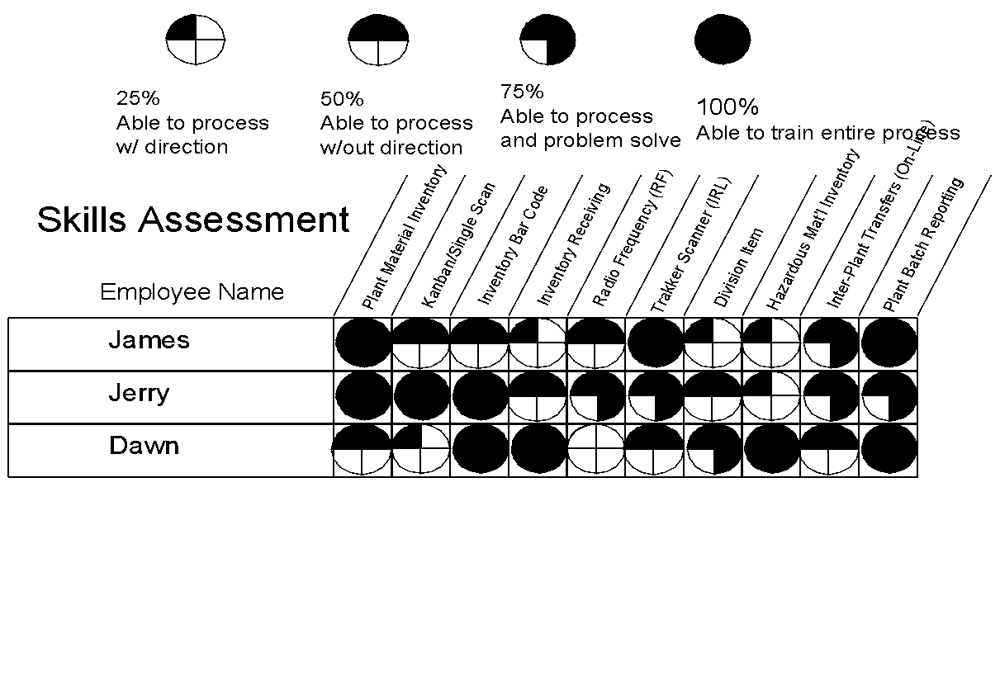 25%
Able to process
w/ direction
50%
Able to process
w/out direction
75%
Able to process
and problem solve
100%
Able to train entire process
Skills Assessment
Employee Name
Plant Material Inventory
Kanban/Single Scan
Inventory Bar Code
Inventory Receiving
Radio Frequency (RF)
Trakker Scanner (IRL)
Division Item
Hazardous Mat'l Inventory
Inter-Plant Transfers (On-Line)
Plant Batch Reporting
James
Jerry
Dawn